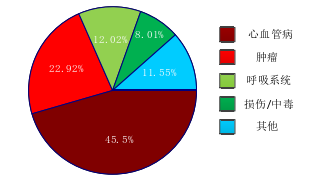 12.02%
8.01%
22.92%
11.55%
45.5%
心血管病
肿瘤
呼吸系统
损伤/中毒
其他